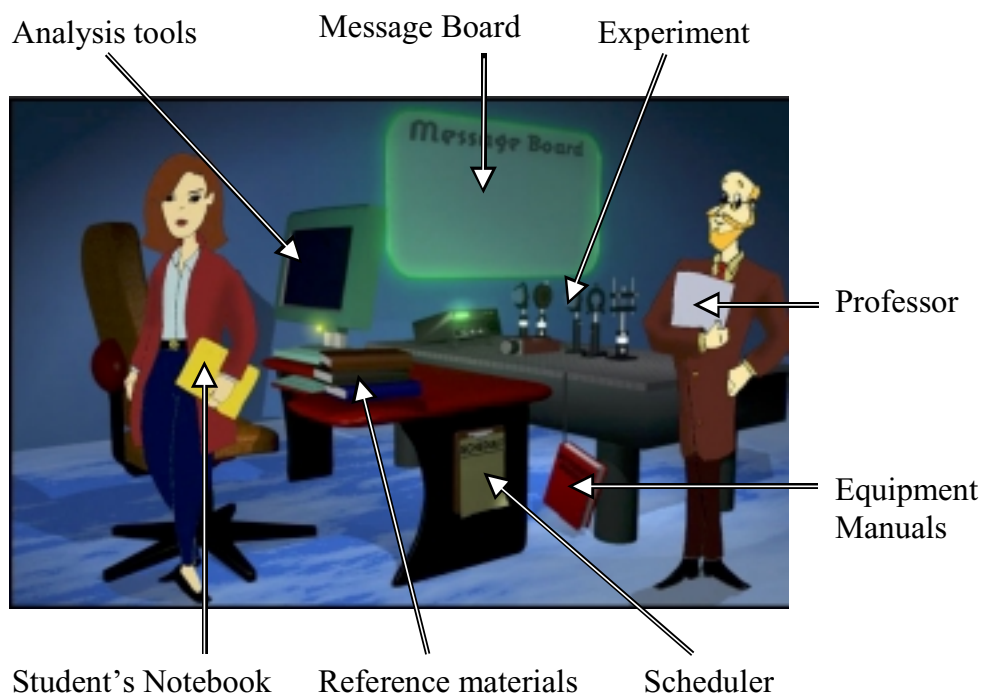 Analysis tools
Message Board
Experiment
Message Board
Professor
Equipment
Manuals
Student’s Notebook
Reference materials
Scheduler